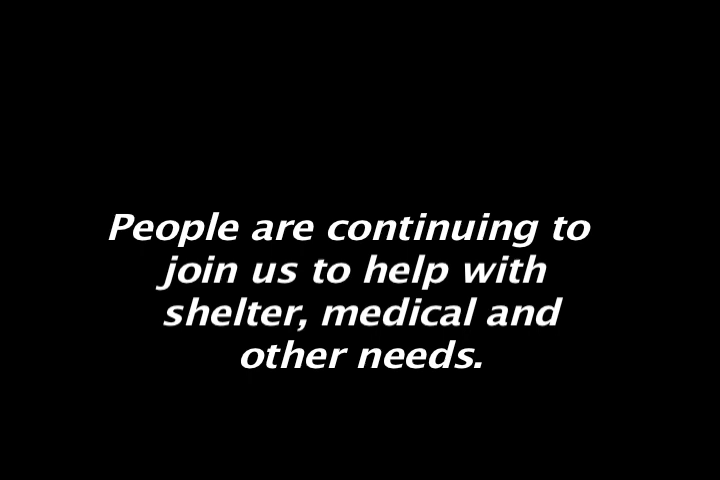 People are continuing to
join us to help with
shelter, medical and
other needs.